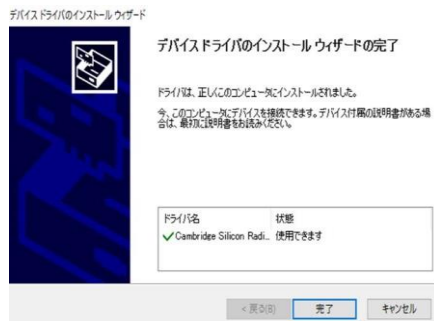 デバイス ドライバのインストール ウィザード
デバイス ドライバのインストール ウィザードの完了
ドライバは、正しくこのコンピュータにインストールされました。
今、このコンピュータにデバイスを接続できます。デバイス付属の説明書がある場
合は、最初に説明書をお読みください。
ドライバ名 状態
Cambridge Silicon Radi... 使用できます
< 戻る(B) 完了 キャンセル